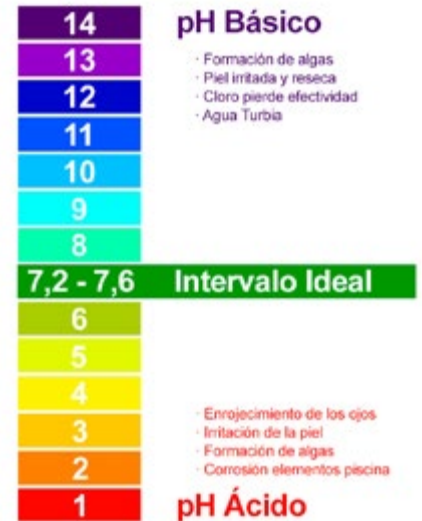 14 pH Básico
13 · Formación de algas
· Piel irritada y reseca
12 · Cloro pierde efectividad
· Agua Turbia
11
10
9
8
7,2 - 7,6 Intervalo Ideal
6
5
4
· Enrojecimiento de los ojos
3 · Irritación de la piel
· Formación de algas
2 · Corrosión elementos piscina
1 pH Ácido